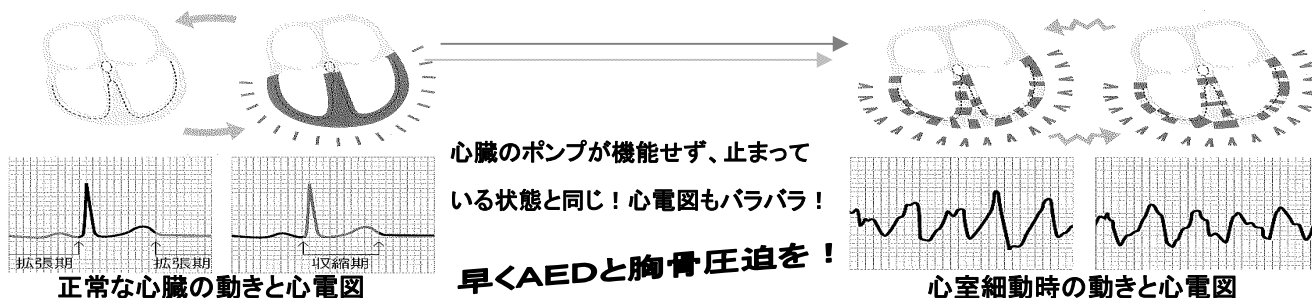 心臓のポンプが機能せず、止まって
いる状態と同じ！心電図もバラバラ！
早くAEDと胸骨圧迫を！
拡張期 拡張期
収縮期
正常な心臓の動きと心電図
心室細動時の動きと心電図